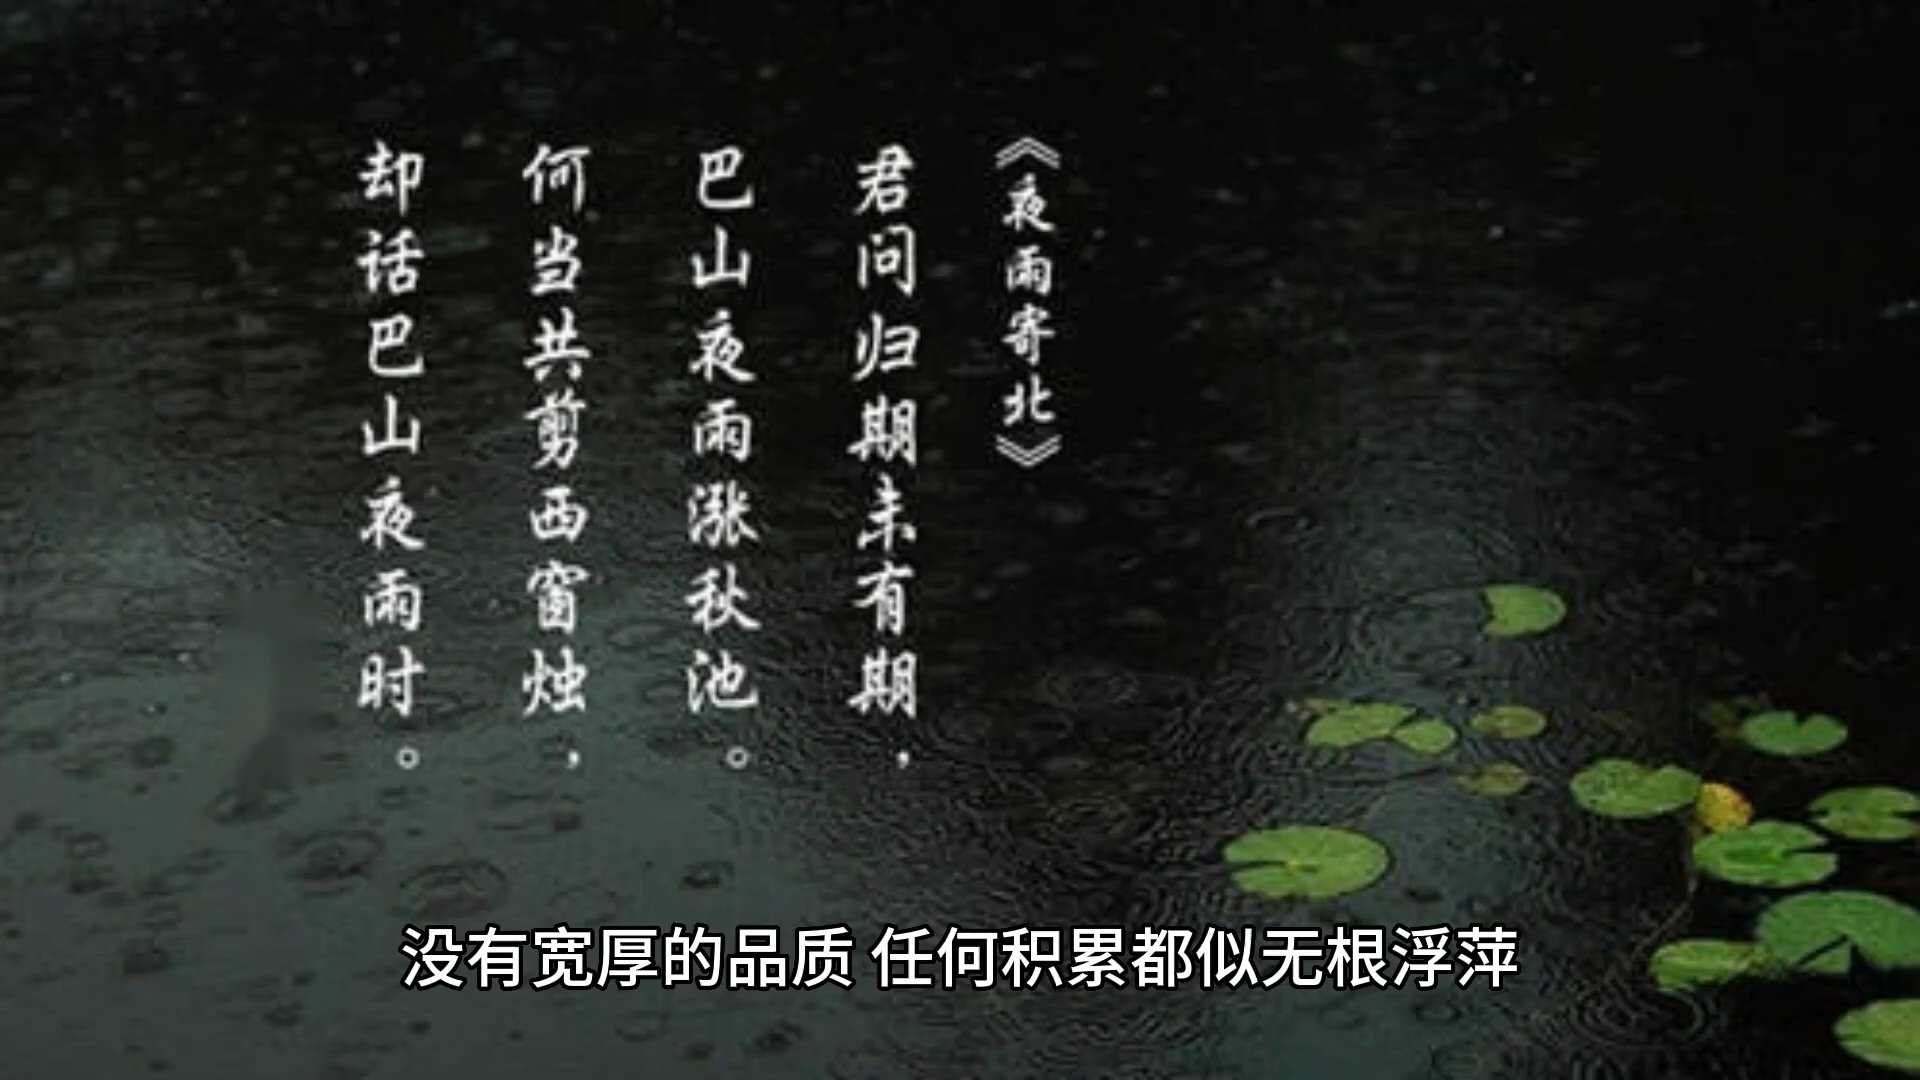 《夜雨寄北》
君问归期未有期，
巴山夜雨涨秋池。
何当共剪西窗烛，
却话巴山夜雨时。
没有宽厚的品质 任何积累都似无根浮萍